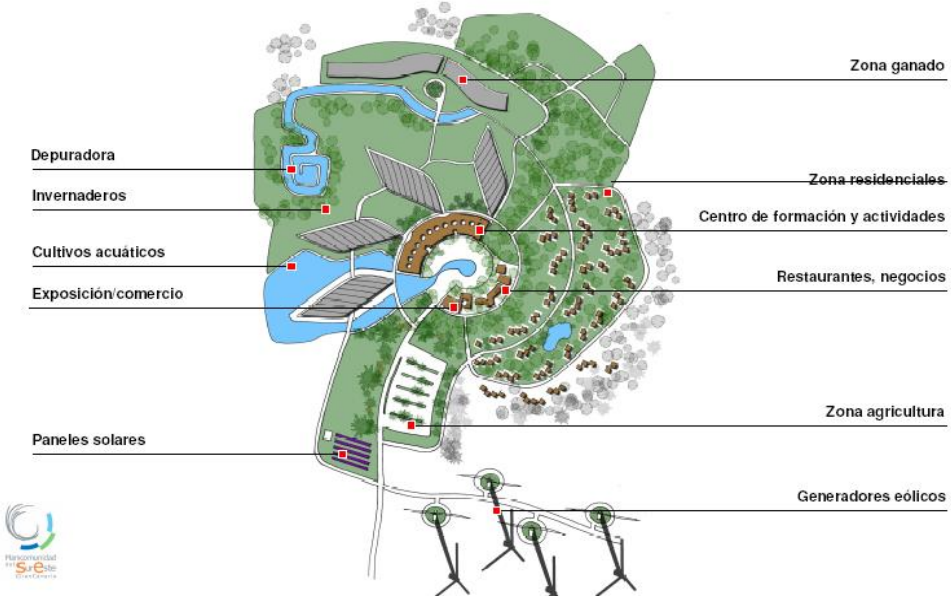 Zona ganado
Depuradora
Zona residenciales
Invernaderos
Centro de formación y actividades
Cultivos acuáticos
Restaurantes, negocios
Exposición/comercio
Zona agricultura
Paneles solares
Generadores eólicos
Mancomunidad
del Sureste